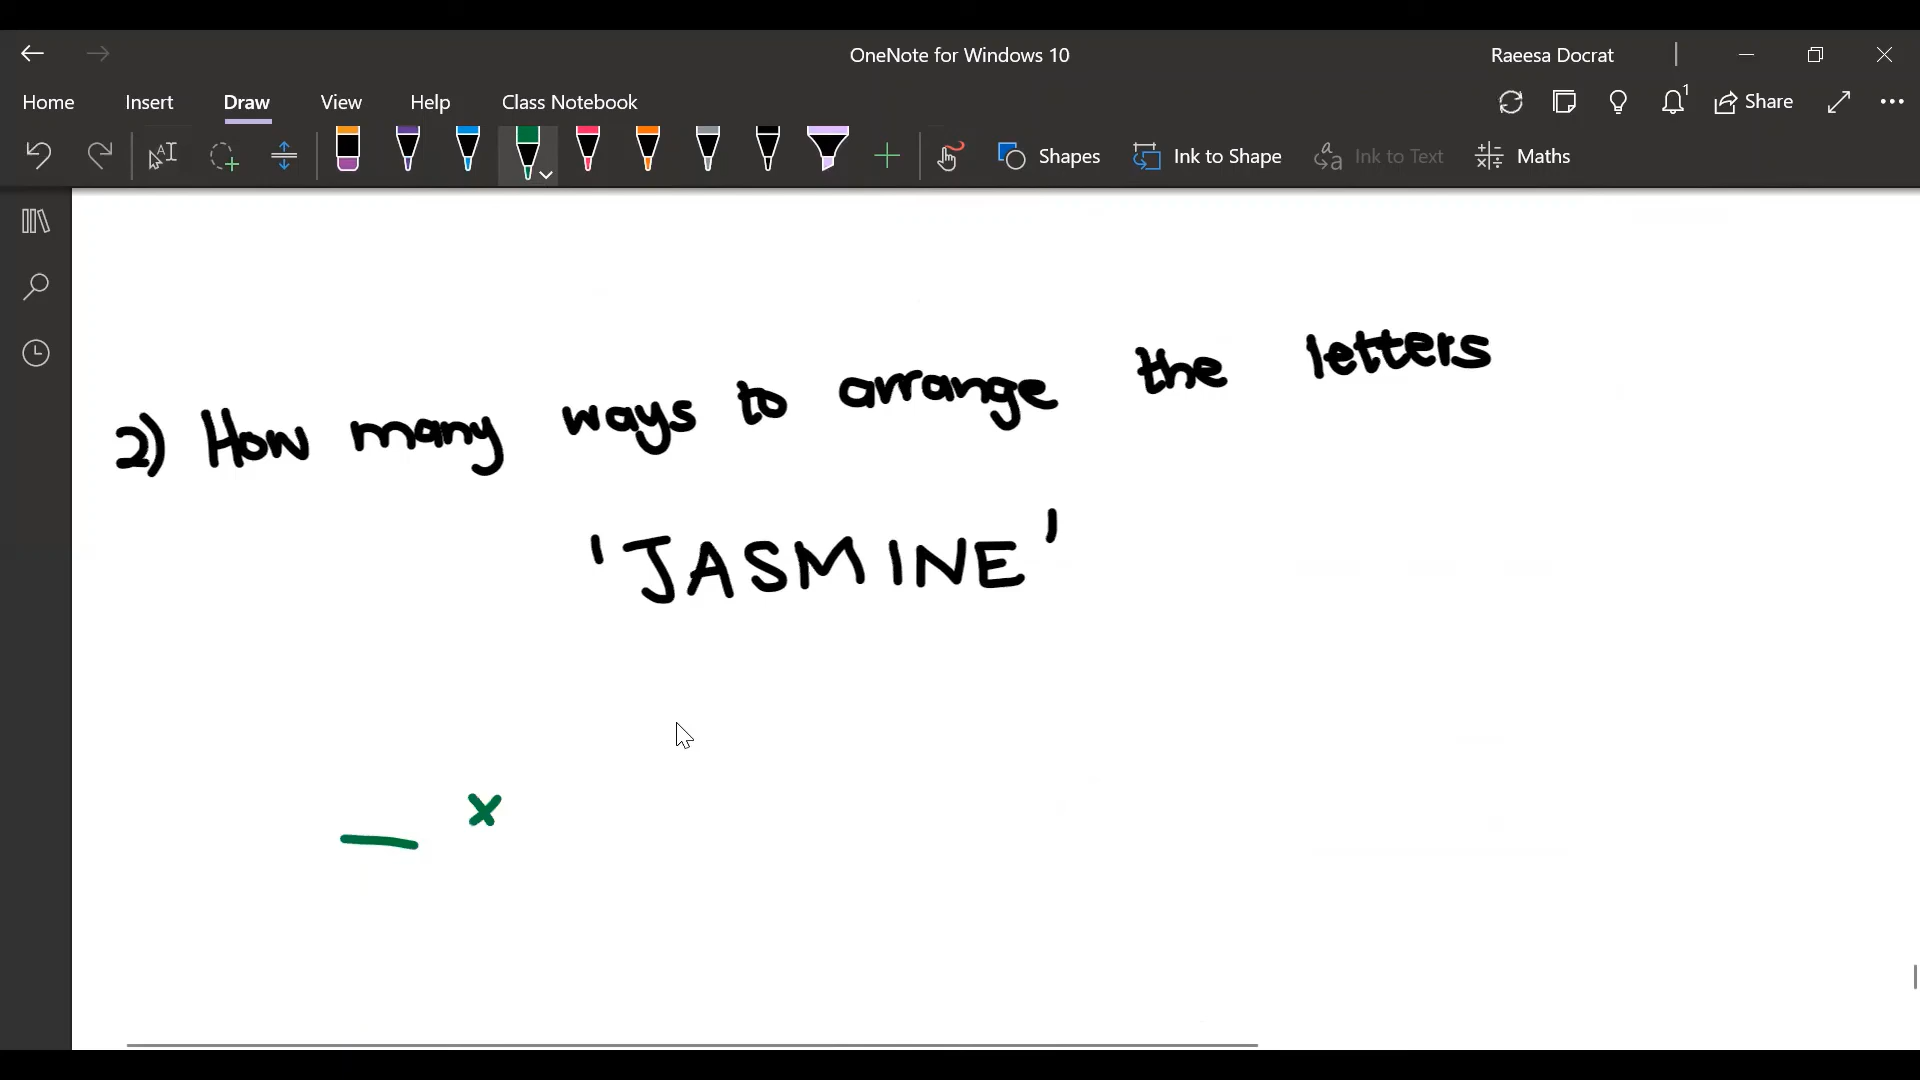 OneNote for Windows 10
Raeesa Docrat
Home Insert Draw View Help Class Notebook
1 Share
Shapes Ink to Shape Ink to Text Maths
2) How many ways to arrange the letters
'JASMINE'
_ x